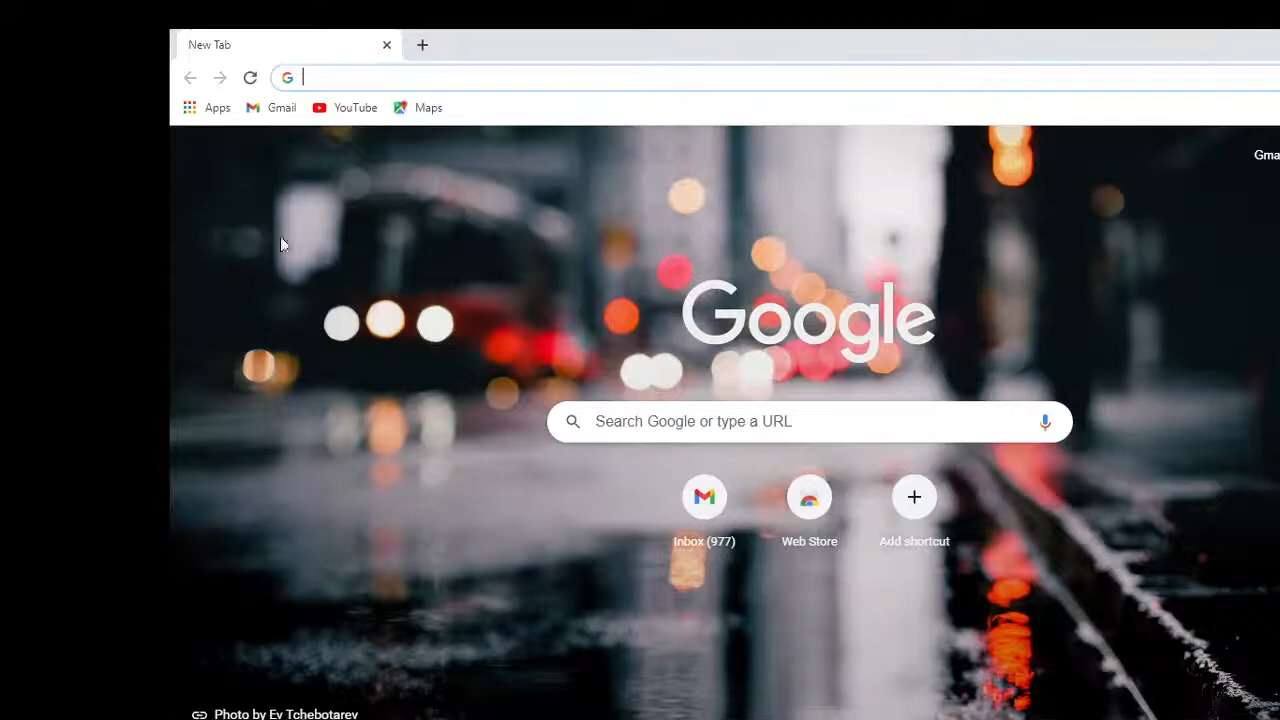 New Tab
Apps Gmail YouTube Maps
Gma
Google
Search Google or type a URL
Inbox (977) Web Store Add shortcut
Photo by Ev Tchebotarev